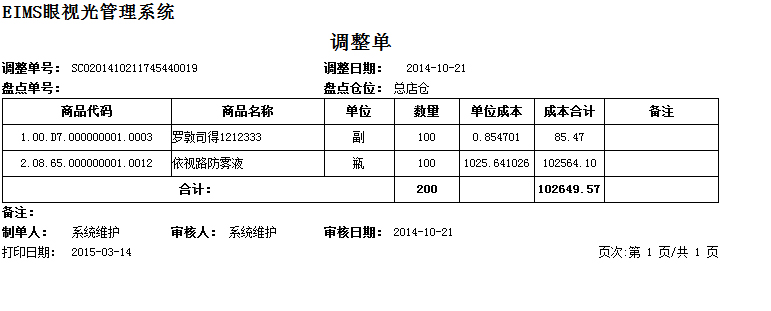 EIMS眼视光管理系统
调整单
调整单号: SC0201410211745440019 调整日期: 2014-10-21
盘点单号: 盘点仓位: 总店仓
商品代码 商品名称 单位 数量 单位成本 成本合计 备注
1.00.D7.000000001.0003 罗敦司得1212333 副 100 0.854701 85.47
2.08.65.000000001.0012 依视路防雾液 瓶 100 1025.641026 102564.10
合计: 200 102649.57
备注:
制单人: 系统维护 审核人: 系统维护 审核日期: 2014-10-21
打印日期: 2015-03-14 页次:第 1 页/共 1 页